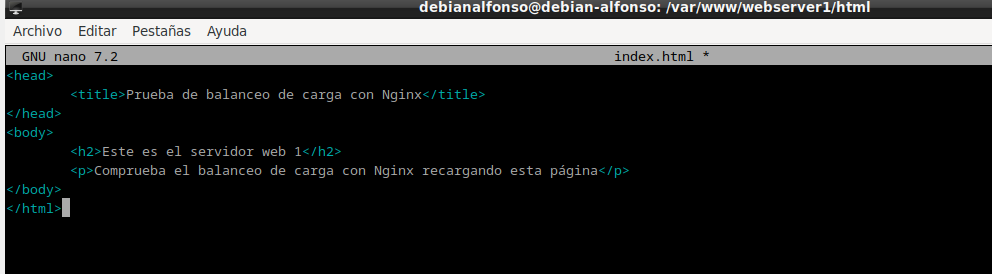 debianalfonso@debian-alfonso: /var/www/webserver1/html
Archivo Editar Pestañas Ayuda
GNU nano 7.2 index.html *
<head>
<title>Prueba de balanceo de carga con Nginx</title>
</head>
<body>
<h2>Este es el servidor web 1</h2>
<p>Comprueba el balanceo de carga con Nginx recargando esta página</p>
</body>
</html>